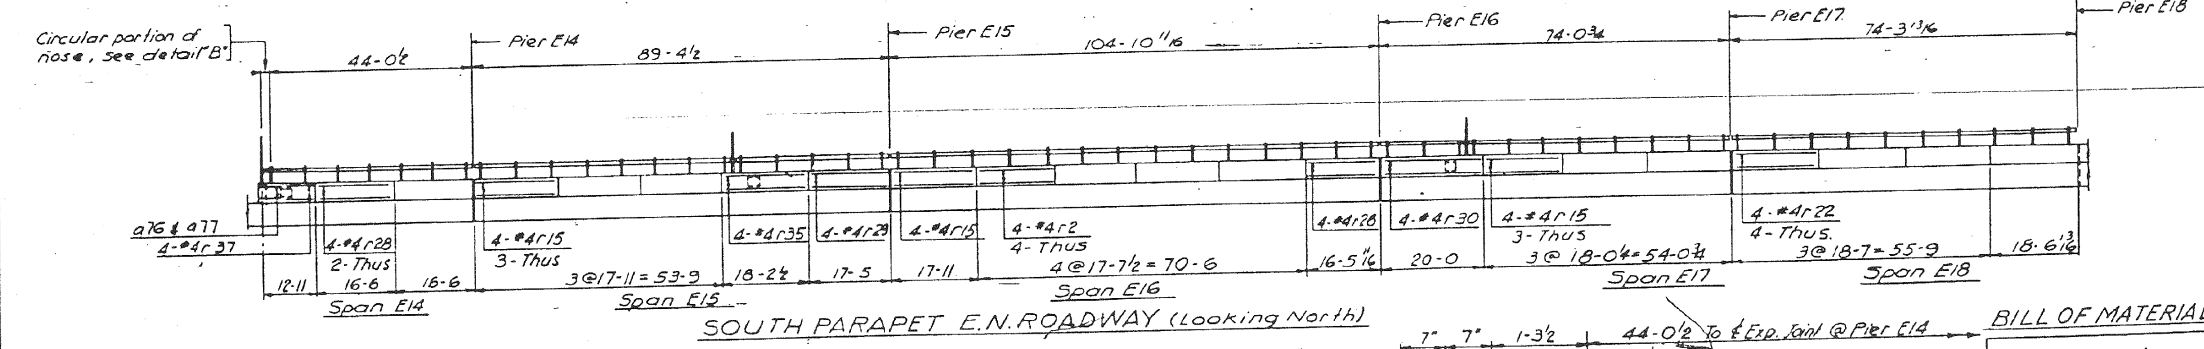 Circular portion of
nose, see detail "B"
Pier E14
Pier E15
Pier E16
Pier E17
Pier E18
44-0½
89-4½
104-10 11/16
74-0¾
74-3 13/16
a76 & a77
4-#4r37
4-#4r28
2-Thus
4-#4r15
3-Thus
4-#4r35
4-#4r29
4-#4r15
4-#4r2
4-Thus
4-#4r28
4-#4r30
4-#4r15
3-Thus
4-#4r22
4-Thus.
12-11
16-6
16-6
3@17-11=53-9
18-2½
17-5
17-11
4@17-7½=70-6
20-0
3@18-0¼=54-0¾
3@18-7=55-9
18-6 13/16
Span E14
Span E15
Span E16
Span E17
Span E18
SOUTH PARAPET E.N. ROADWAY (Looking North)
7" 7" 1-3½ 44-0½ To ℄ Exp. Joint @ Pier E14
BILL OF MATERIAL